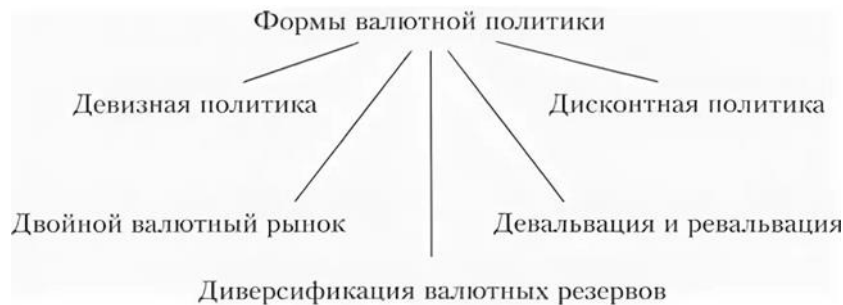 Формы валютной политики
Девизная политика
Дисконтная политика
Двойной валютный рынок
Девальвация и ревальвация
Диверсификация валютных резервов